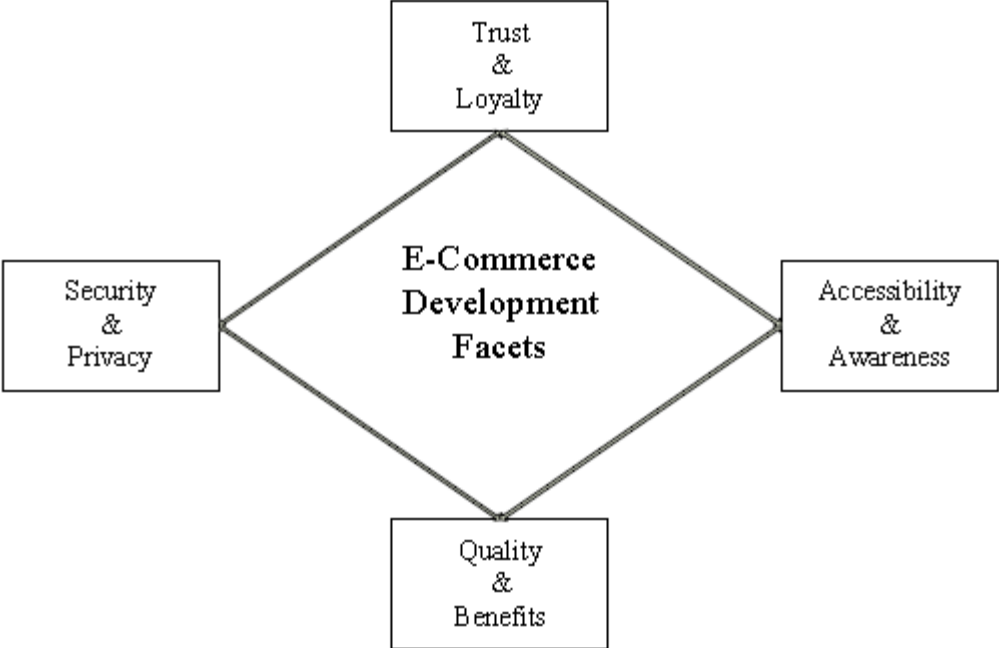 Trust
&
Loyalty
E-Commerce
Development
Facets
Security
&
Privacy
Accessibility
&
Awareness
Quality
&
Benefits